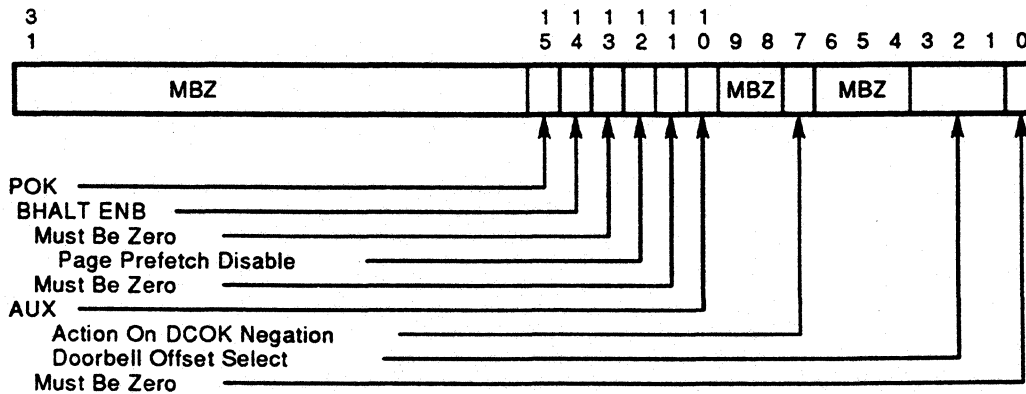 3 1 1 1 1 1 1
1 5 4 3 2 1 0 9 8 7 6 5 4 3 2 1 0
MBZ MBZ MBZ
POK
BHALT ENB
Must Be Zero
Page Prefetch Disable
Must Be Zero
AUX
Action On DCOK Negation
Doorbell Offset Select
Must Be Zero